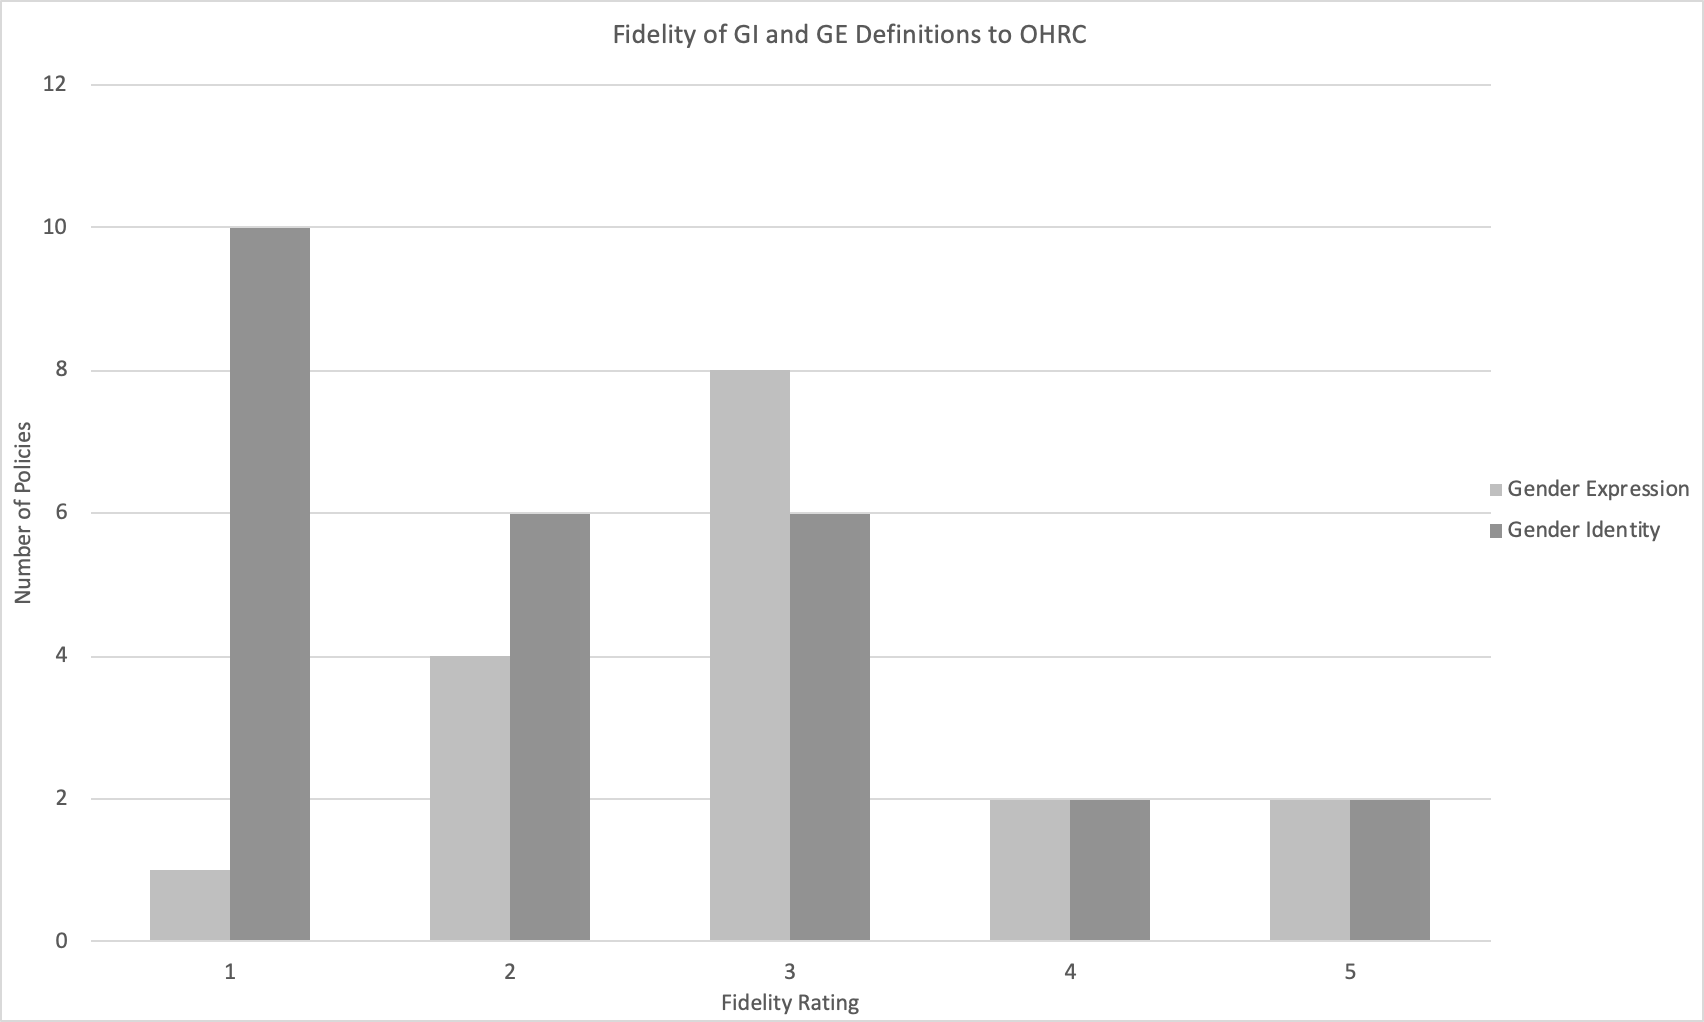 Fidelity of GI and GE Definitions to OHRC
12
10
8
6
4
2
0
Number of Policies
1 2 3 4 5
Fidelity Rating
Gender Expression
Gender Identity